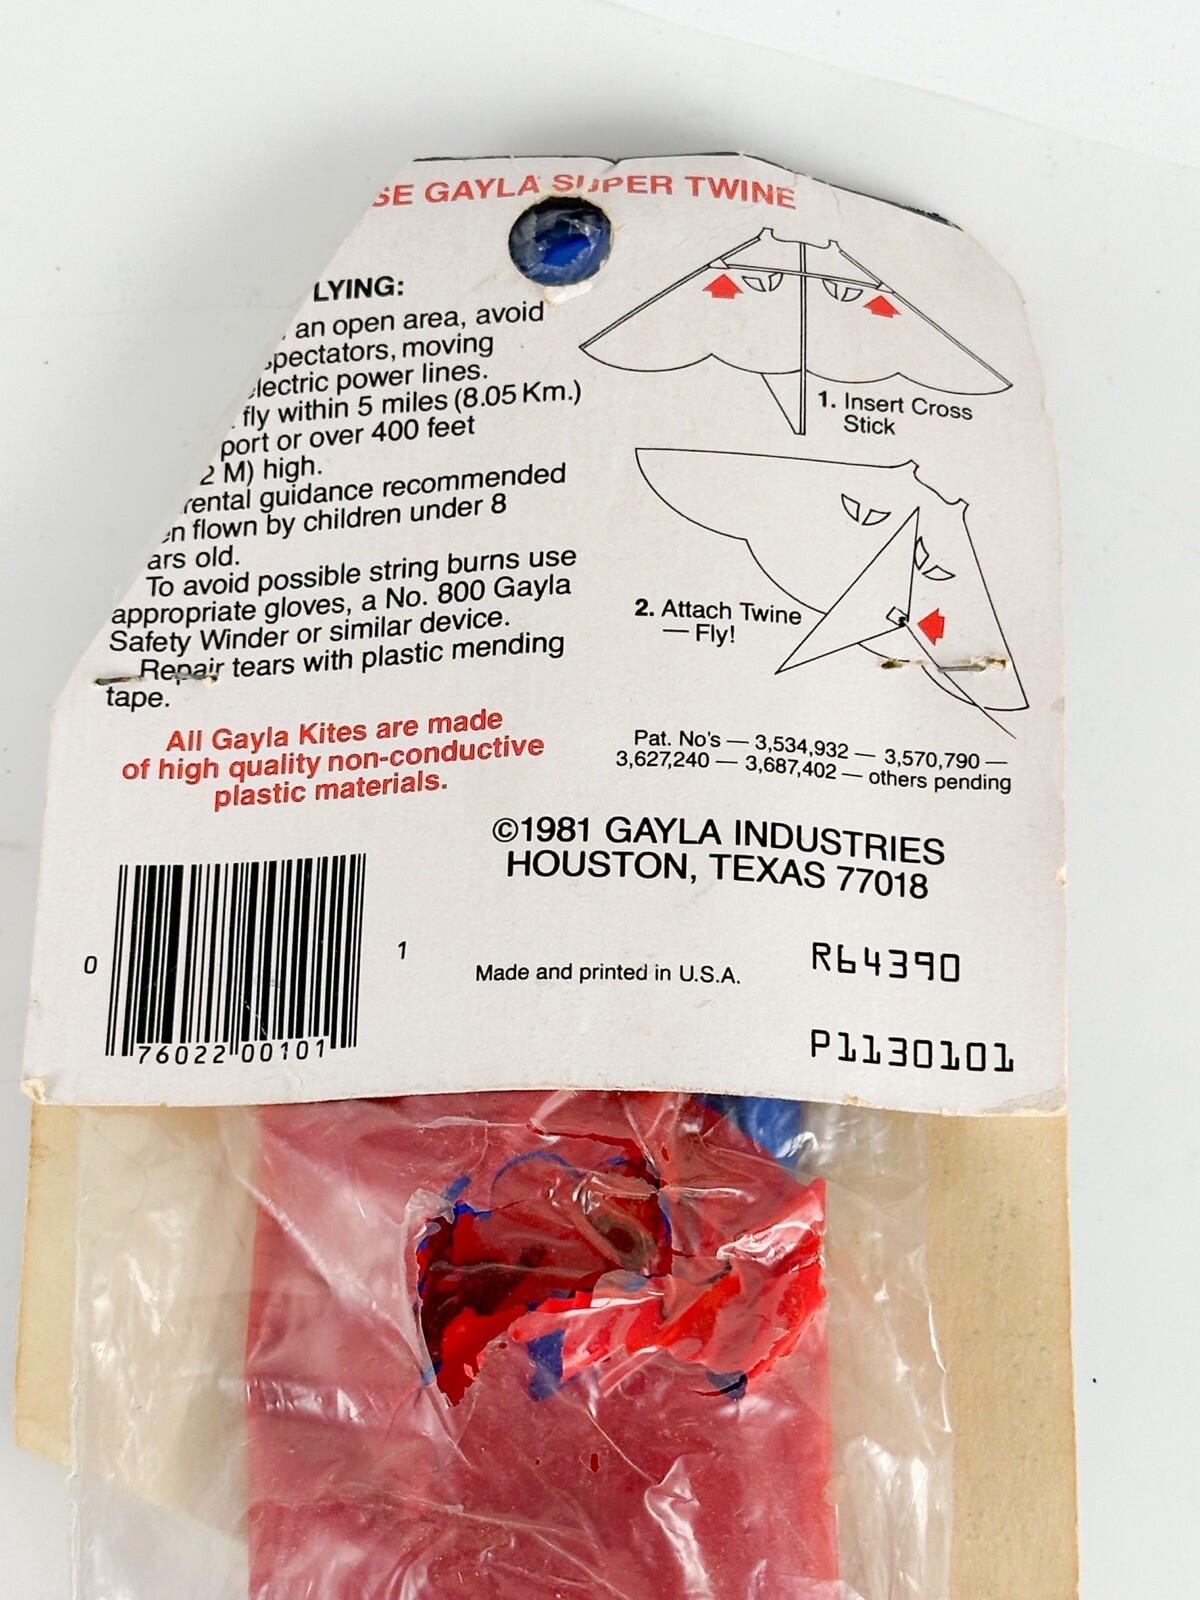 GAYLA SUPER TWINE
LYING:
an open area, avoid
spectators, moving
electric power lines.
fly within 5 miles (8.05 Km.)
port or over 400 feet
2 M) high.
rental guidance recommended
en flown by children under 8
ars old.
To avoid possible string burns use
appropriate gloves, a No. 800 Gayla
Safety Winder or similar device.
Repair tears with plastic mending
tape.
All Gayla Kites are made
of high quality non-conductive
plastic materials.
1. Insert Cross
Stick
2. Attach Twine
— Fly!
Pat. No's — 3,534,932 — 3,570,790 —
3,627,240 — 3,687,402 — others pending
©1981 GAYLA INDUSTRIES
HOUSTON, TEXAS 77018
Made and printed in U.S.A.
R64390
P1130101
0 76022 00101 1